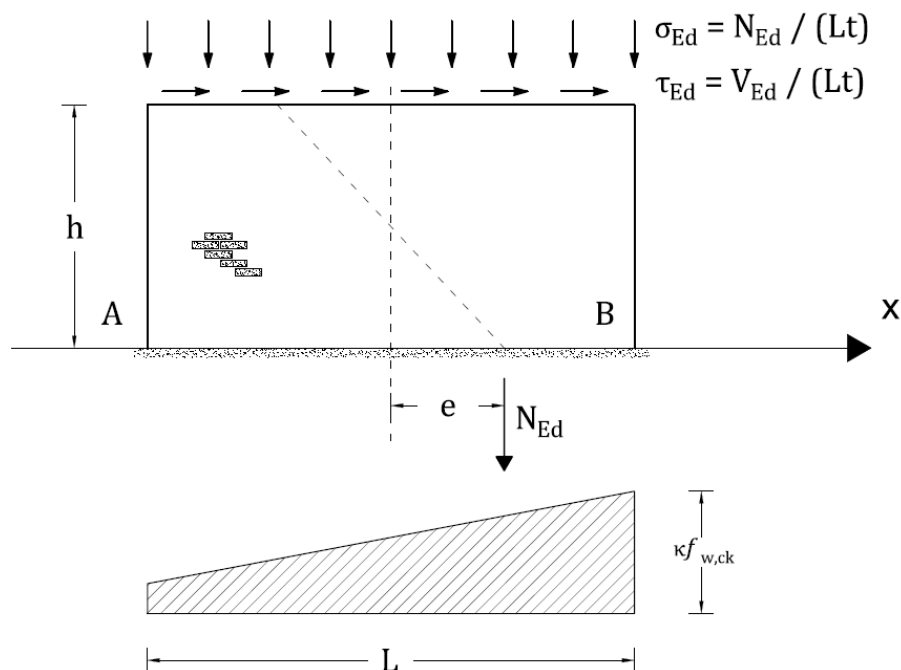 σEd = NEd / (Lt)
τEd = VEd / (Lt)
h
A
B
x
e
NEd
κfw,ck
L